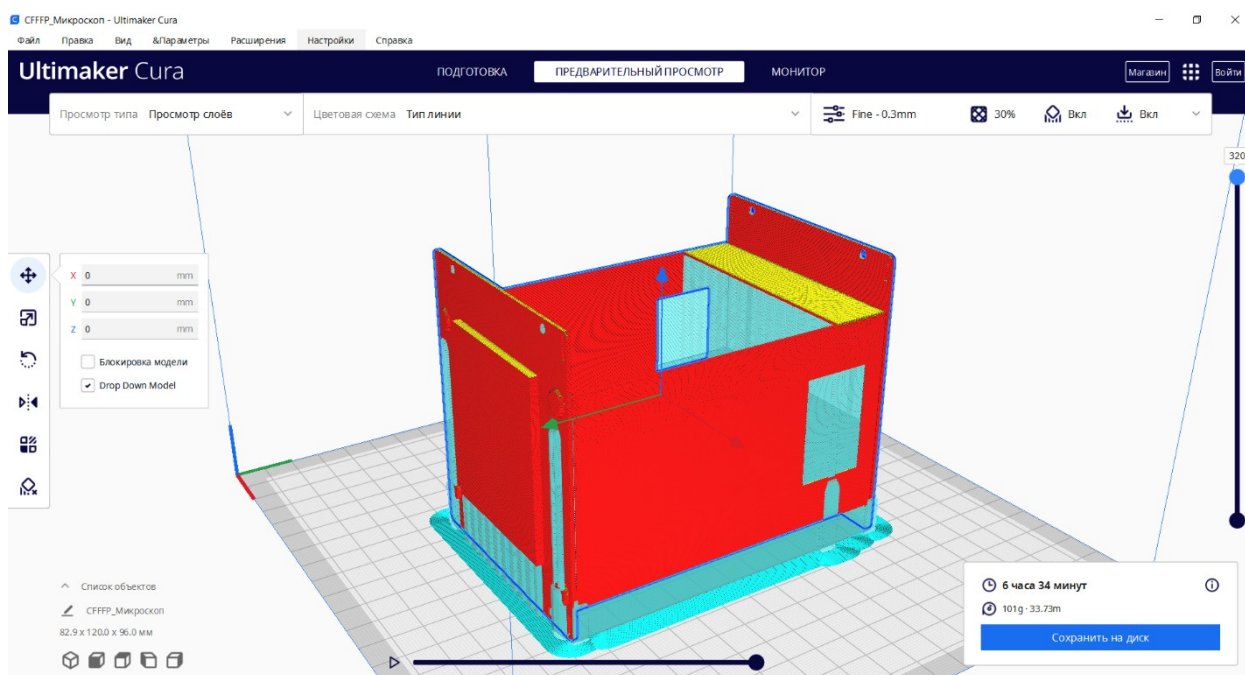 CFFFP_Микроскоп - Ultimaker Cura
Файл Правка Вид &Параметры Расширения Настройки Справка
Ultimaker Cura
ПОДГОТОВКА ПРЕДВАРИТЕЛЬНЫЙ ПРОСМОТР МОНИТОР
Магазин Войти
Просмотр типа Просмотр слоёв Цветовая схема Тип линии Fine - 0.3mm 30% Вкл Вкл
320
X 0 mm
Y 0 mm
Z 0 mm
Блокировка модели
Drop Down Model
Список объектов
CFFFP_Микроскоп
82.9 x 120.0 x 96.0 мм
6 часа 34 минут
101g · 33.73m
Сохранить на диск